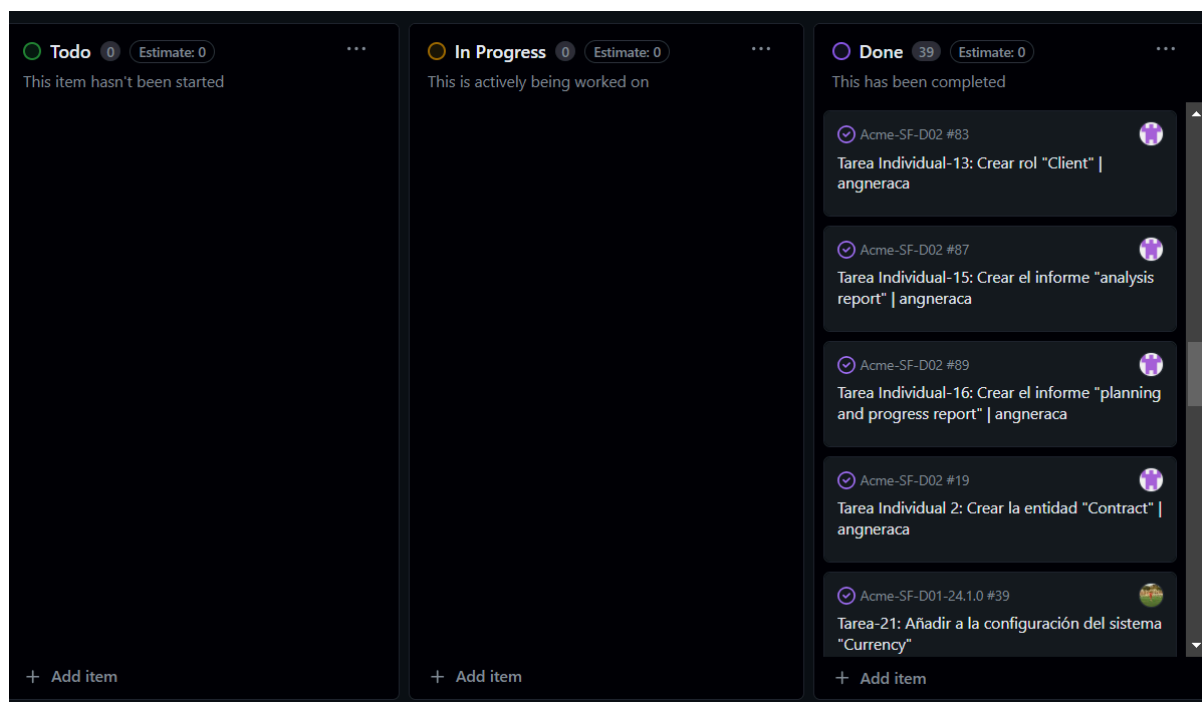 Todo 0 Estimate: 0 ...
This item hasn't been started
+ Add item
In Progress 0 Estimate: 0 ...
This is actively being worked on
+ Add item
Done 39 Estimate: 0 ...
This has been completed
Acme-SF-D02 #83
Tarea Individual-13: Crear rol "Client" |
angneraca
Acme-SF-D02 #87
Tarea Individual-15: Crear el informe "analysis
report" | angneraca
Acme-SF-D02 #89
Tarea Individual-16: Crear el informe "planning
and progress report" | angneraca
Acme-SF-D02 #19
Tarea Individual 2: Crear la entidad "Contract" |
angneraca
Acme-SF-D01-24.1.0 #39
Tarea-21: Añadir a la configuración del sistema
"Currency"
+ Add item